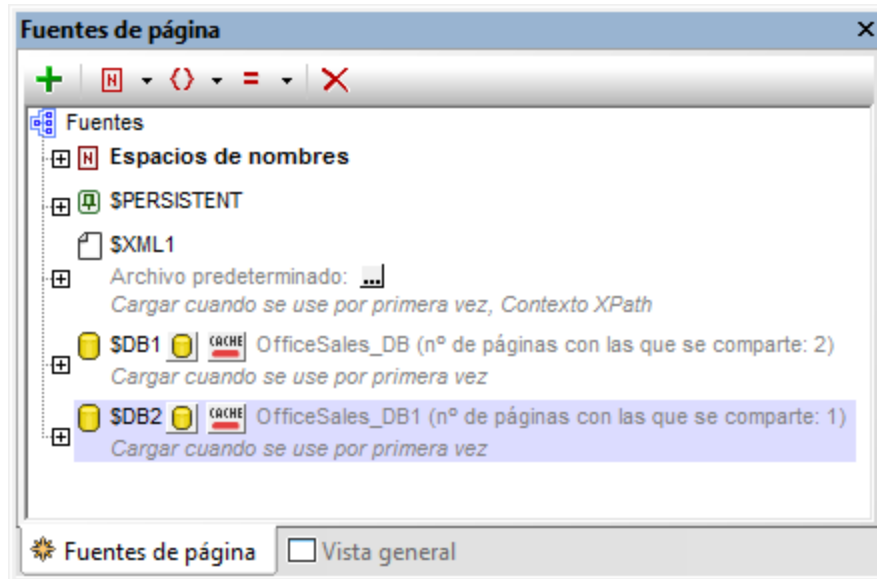 Fuentes de página
Fuentes
Espacios de nombres
$PERSISTENT
$XML1
Archivo predeterminado: ...
Cargar cuando se use por primera vez, Contexto XPath
$DB1 CACHE OfficeSales_DB (nº de páginas con las que se comparte: 2)
Cargar cuando se use por primera vez
$DB2 CACHE OfficeSales_DB1 (nº de páginas con las que se comparte: 1)
Cargar cuando se use por primera vez
Fuentes de página Vista general